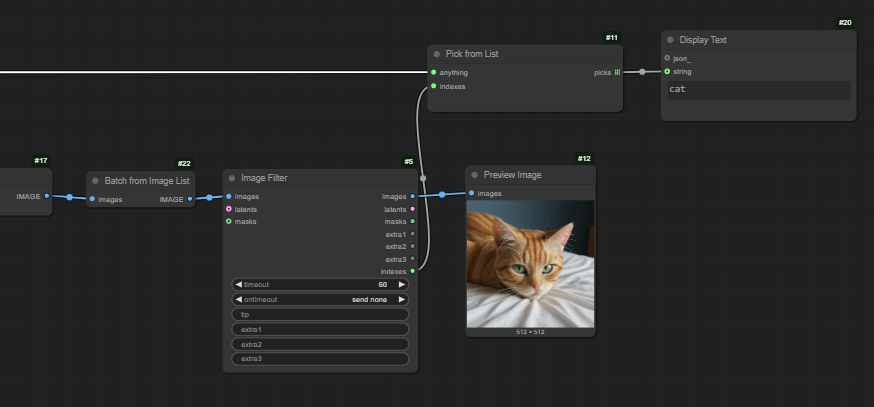 #20
Display Text
json_
string
cat
#11
Pick from List
anything
picks
indexes
#17
IMAGE
#22
Batch from Image List
images
IMAGE
#5
Image Filter
images
images
latents
latents
masks
masks
extra1
extra2
extra3
indexes
timeout
60
ontimeout
send none
tip
extra1
extra2
extra3
#12
Preview Image
images
512 × 512